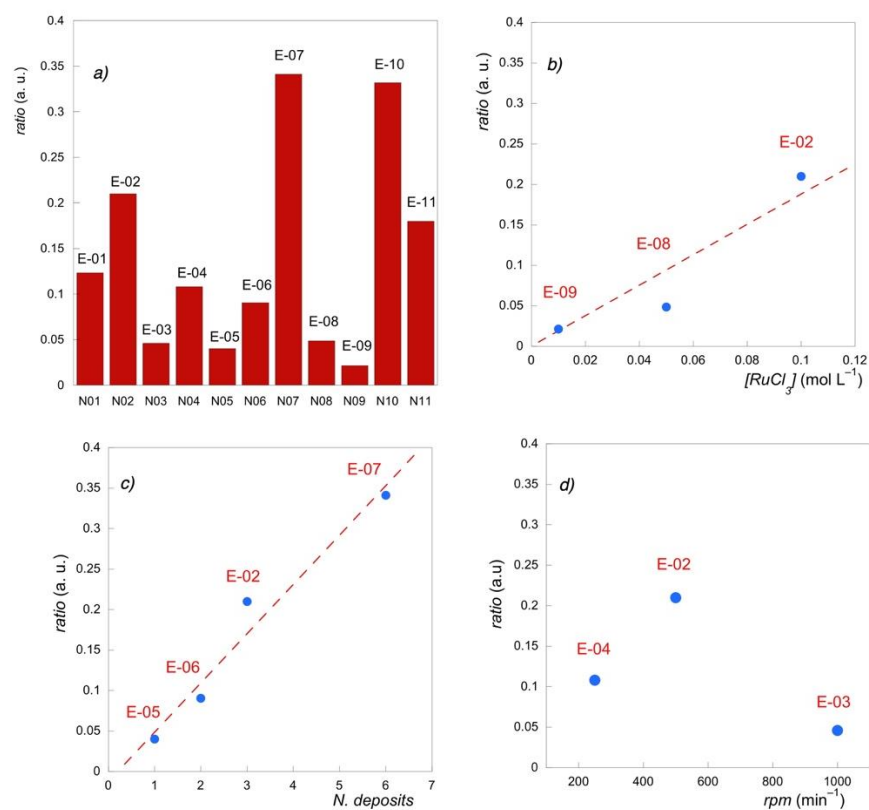 a)
ratio (a. u.)
0.4
0.35
0.3
0.25
0.2
0.15
0.1
0.05
0
E-01
E-02
E-03
E-04
E-05
E-06
E-07
E-08
E-09
E-10
E-11
N01 N02 N03 N04 N05 N06 N07 N08 N09 N10 N11
b)
ratio (a. u.)
0.4
0.35
0.3
0.25
0.2
0.15
0.1
0.05
0
E-09
E-08
E-02
0 0.02 0.04 0.06 0.08 0.1 0.12
[RuCl₃] (mol L⁻¹)
c)
ratio (a. u.)
0.4
0.35
0.3
0.25
0.2
0.15
0.1
0.05
0
E-05
E-06
E-02
E-07
0 1 2 3 4 5 6 7
N. deposits
d)
ratio (a.u)
0.4
0.35
0.3
0.25
0.2
0.15
0.1
0.05
0
E-04
E-02
E-03
200 400 600 800 1000
rpm (min⁻¹)